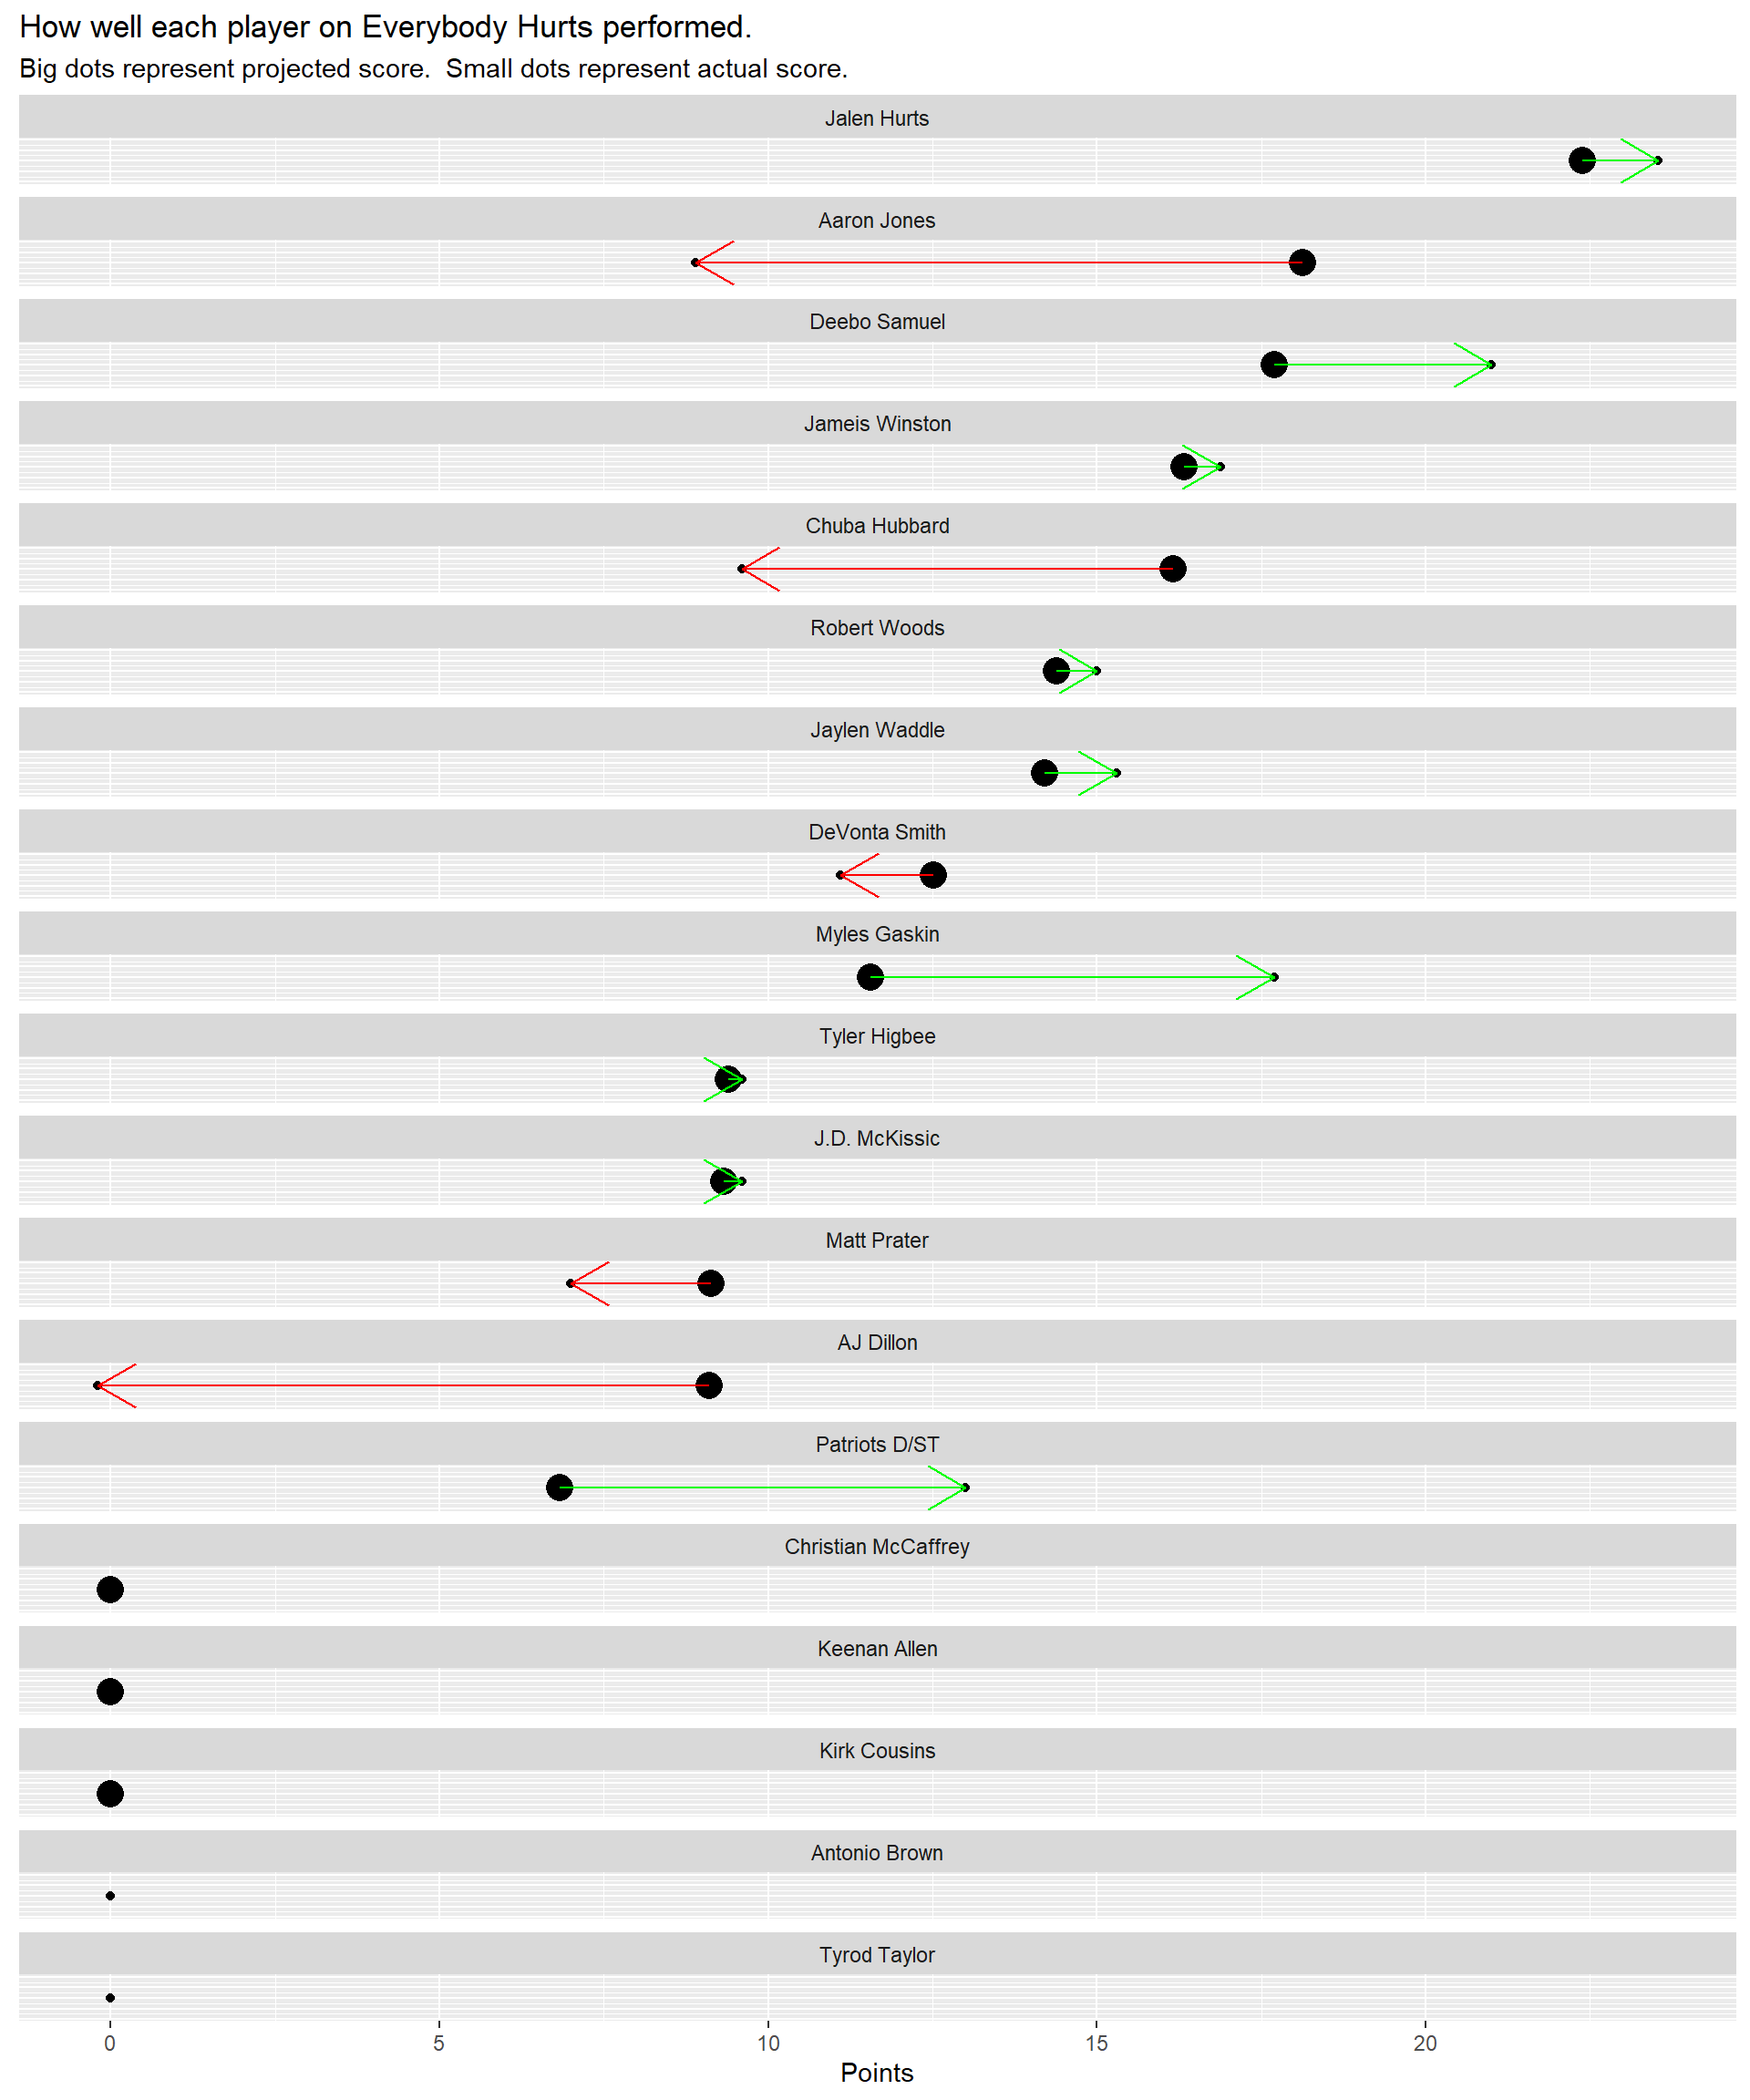 How well each player on Everybody Hurts performed.
Big dots represent projected score.  Small dots represent actual score.
Jalen Hurts
Aaron Jones
Deebo Samuel
Jameis Winston
Chuba Hubbard
Robert Woods
Jaylen Waddle
DeVonta Smith
Myles Gaskin
Tyler Higbee
J.D. McKissic
Matt Prater
AJ Dillon
Patriots D/ST
Christian McCaffrey
Keenan Allen
Kirk Cousins
Antonio Brown
Tyrod Taylor
0 5 10 15 20
Points